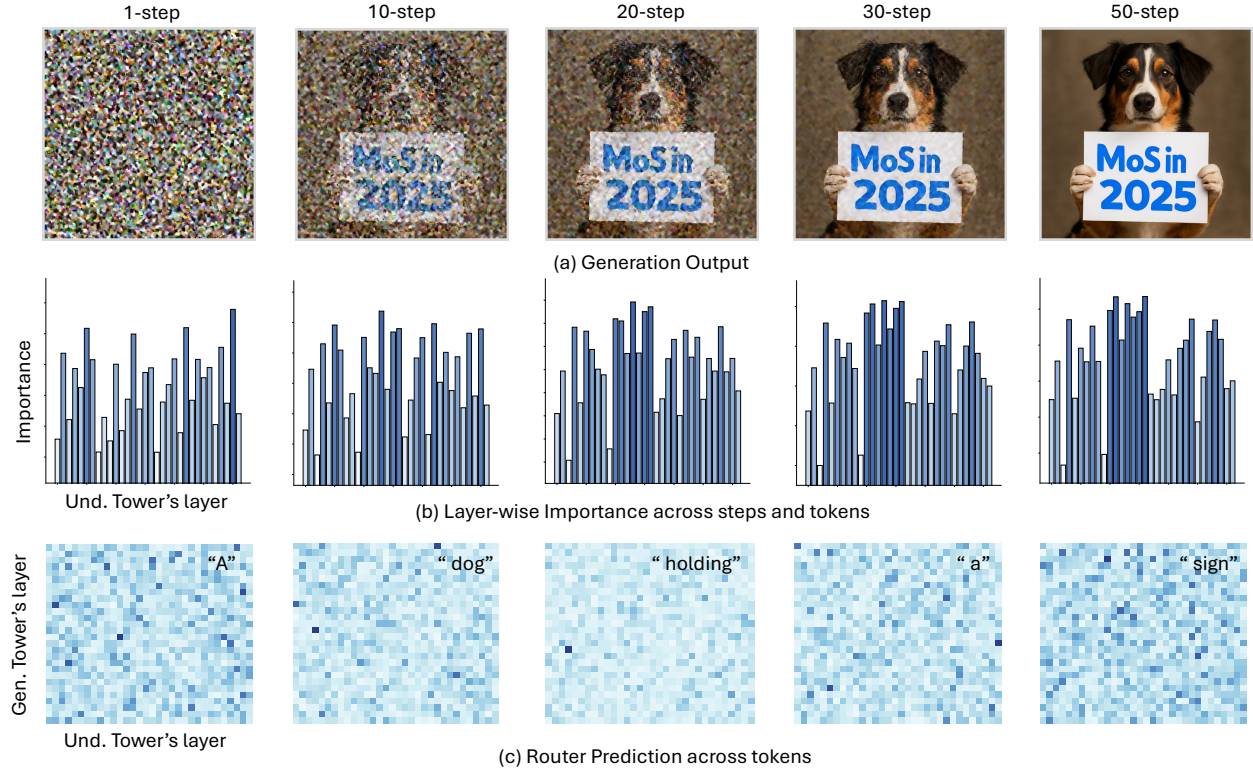 1-step
10-step
20-step
30-step
50-step
MoS in
2025
MoS in
2025
MoS in
2025
MoS in
2025
(a) Generation Output
Importance
Und. Tower's layer
(b) Layer-wise Importance across steps and tokens
Gen. Tower's layer
“A”
“ dog”
“ holding”
“ a”
“ sign”
Und. Tower's layer
(c) Router Prediction across tokens